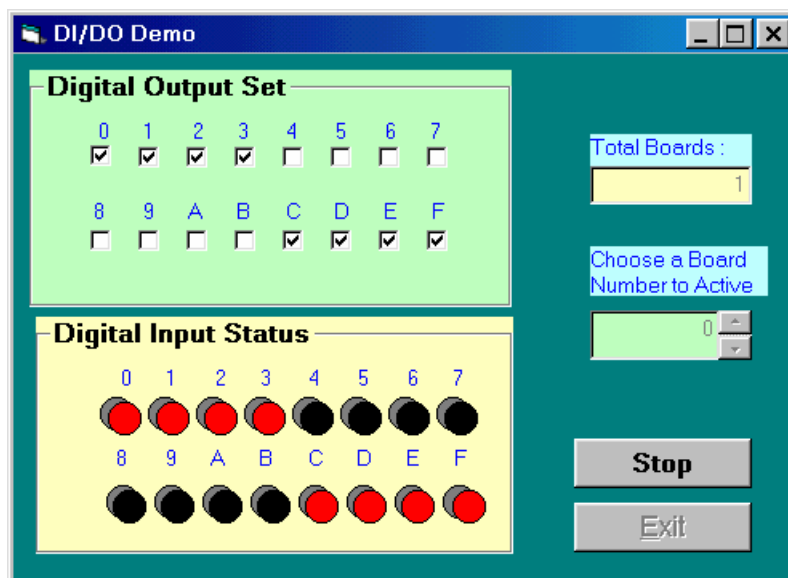 DI/DO Demo
Digital Output Set
0 1 2 3 4 5 6 7
8 9 A B C D E F
Total Boards :
1
Choose a Board
Number to Active
0
Digital Input Status
0 1 2 3 4 5 6 7
8 9 A B C D E F
Stop
Exit